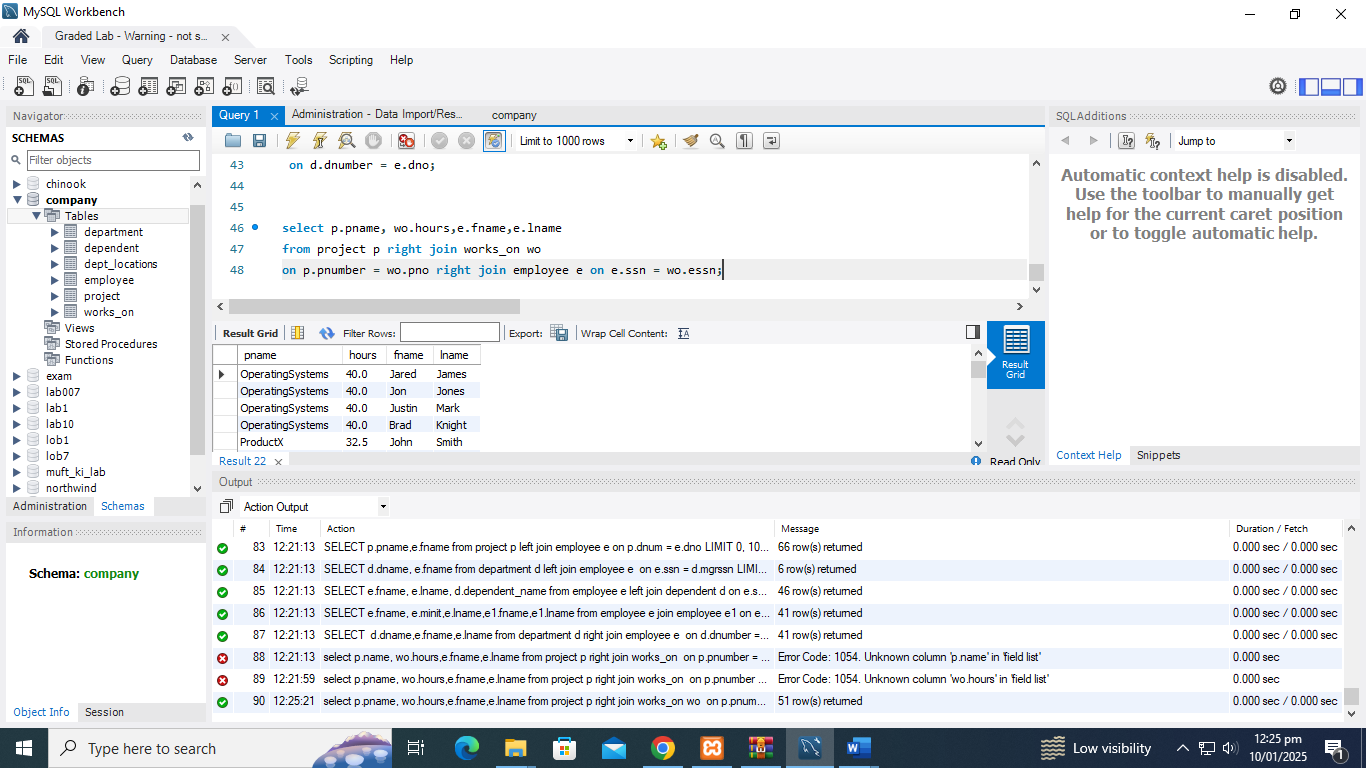 MySQL Workbench
Graded Lab - Warning - not s...
File Edit View Query Database Server Tools Scripting Help
Navigator
SCHEMAS
Filter objects
chinook
company
Tables
department
dependent
dept_locations
employee
project
works_on
Views
Stored Procedures
Functions
exam
lab007
lab1
lab10
lob1
lob7
muft_ki_lab
northwind
Administration Schemas
Information
Schema: company
Object Info Session
Query 1 Administration - Data Import/Res... company
Limit to 1000 rows
43 on d.dnumber = e.dno;
44
45
46 select p.pname, wo.hours,e.fname,e.lname
47 from project p right join works_on wo
48 on p.pnumber = wo.pno right join employee e on e.ssn = wo.essn;
Result Grid Filter Rows: Export: Wrap Cell Content:
pname hours fname lname
OperatingSystems 40.0 Jared James
OperatingSystems 40.0 Jon Jones
OperatingSystems 40.0 Justin Mark
OperatingSystems 40.0 Brad Knight
ProductX 32.5 John Smith
Result Grid
Result 22 Read Only
SQLAdditions
Jump to
Automatic context help is disabled.
Use the toolbar to manually get
help for the current caret position
or to toggle automatic help.
Context Help Snippets
Output
Action Output
# Time Action Message Duration / Fetch
83 12:21:13 SELECT p.pname,e.fname from project p left join employee e on p.dnum = e.dno LIMIT 0, 10... 66 row(s) returned 0.000 sec / 0.000 sec
84 12:21:13 SELECT d.dname, e.fname from department d left join employee e on e.ssn = d.mgrssn LIMI... 6 row(s) returned 0.000 sec / 0.000 sec
85 12:21:13 SELECT e.fname, e.lname, d.dependent_name from employee e left join dependent d on e.s... 46 row(s) returned 0.000 sec / 0.000 sec
86 12:21:13 SELECT e.fname, e.minit,e.lname,e1.fname,e1.lname from employee e join employee e1 on e... 41 row(s) returned 0.000 sec / 0.000 sec
87 12:21:13 SELECT d.dname,e.fname,e.lname from department d right join employee e on d.dnumber =... 41 row(s) returned 0.000 sec / 0.000 sec
88 12:21:13 select p.name, wo.hours,e.fname,e.lname from project p right join works_on on p.pnumber = ... Error Code: 1054. Unknown column 'p.name' in 'field list' 0.000 sec
89 12:21:59 select p.pname, wo.hours,e.fname,e.lname from project p right join works_on on p.pnumber ... Error Code: 1054. Unknown column 'wo.hours' in 'field list' 0.000 sec
90 12:25:21 select p.pname, wo.hours,e.fname,e.lname from project p right join works_on wo on p.pnum... 51 row(s) returned 0.000 sec / 0.000 sec
Type here to search
Low visibility
12:25 pm
10/01/2025
1